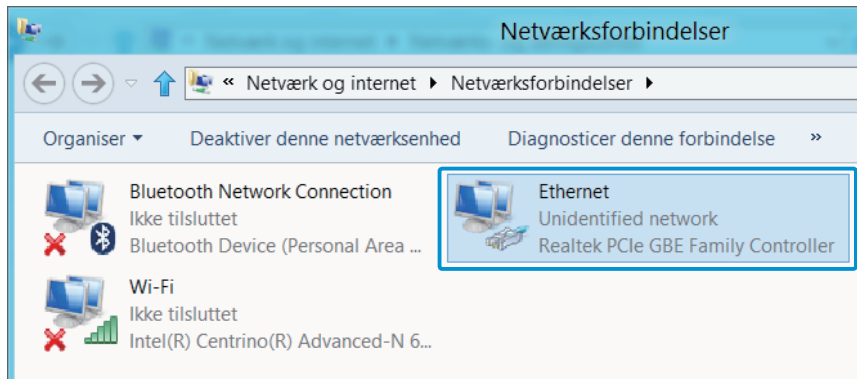 Netværksforbindelser
« Netværk og internet Netværksforbindelser
Organiser Deaktiver denne netværksenhed Diagnosticer denne forbindelse »
Bluetooth Network Connection
Ikke tilsluttet
Bluetooth Device (Personal Area ...
Ethernet
Unidentified network
Realtek PCIe GBE Family Controller
Wi-Fi
Ikke tilsluttet
Intel(R) Centrino(R) Advanced-N 6...